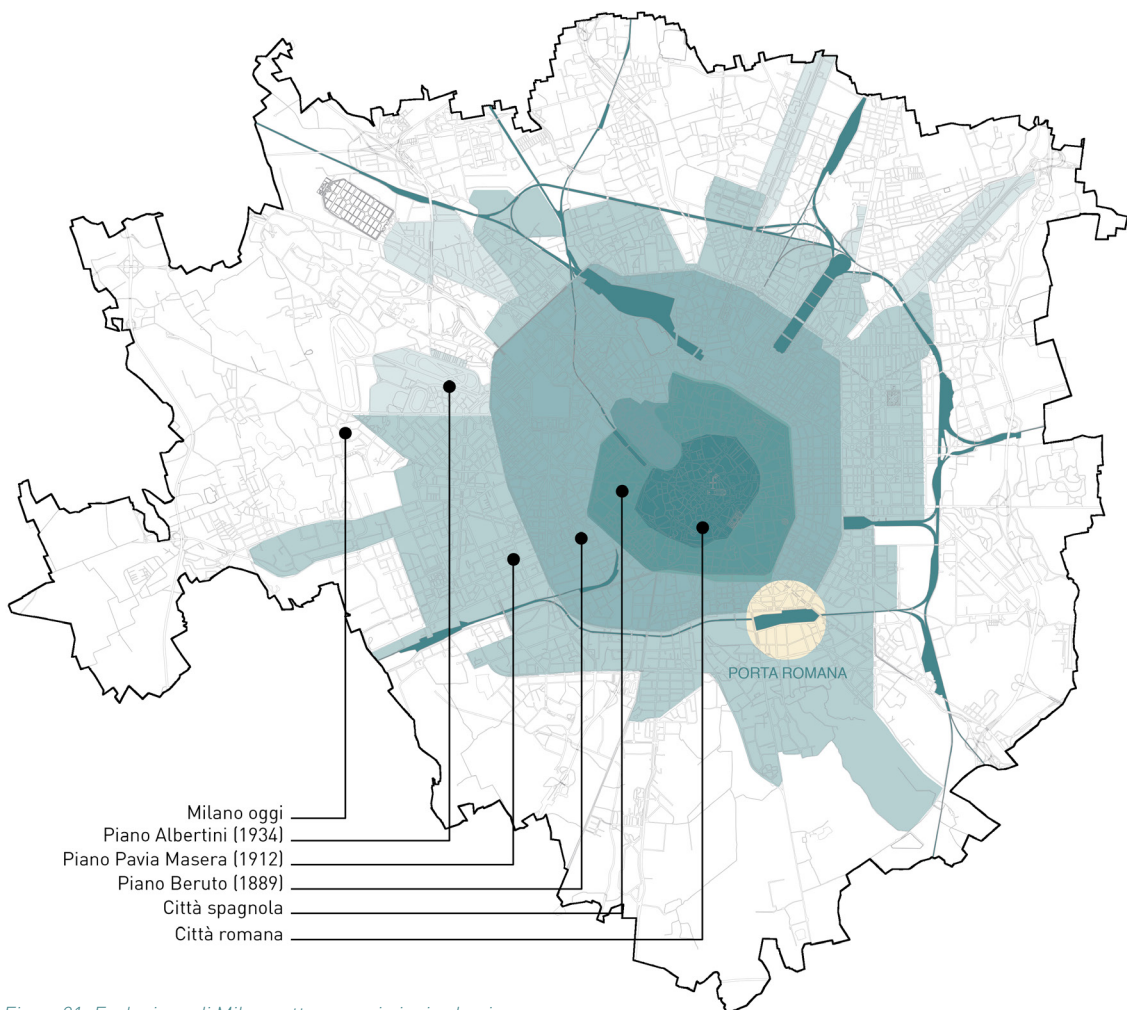 PORTA ROMANA
Milano oggi
Piano Albertini (1934)
Piano Pavia Masera (1912)
Piano Beruto (1889)
Città spagnola
Città romana